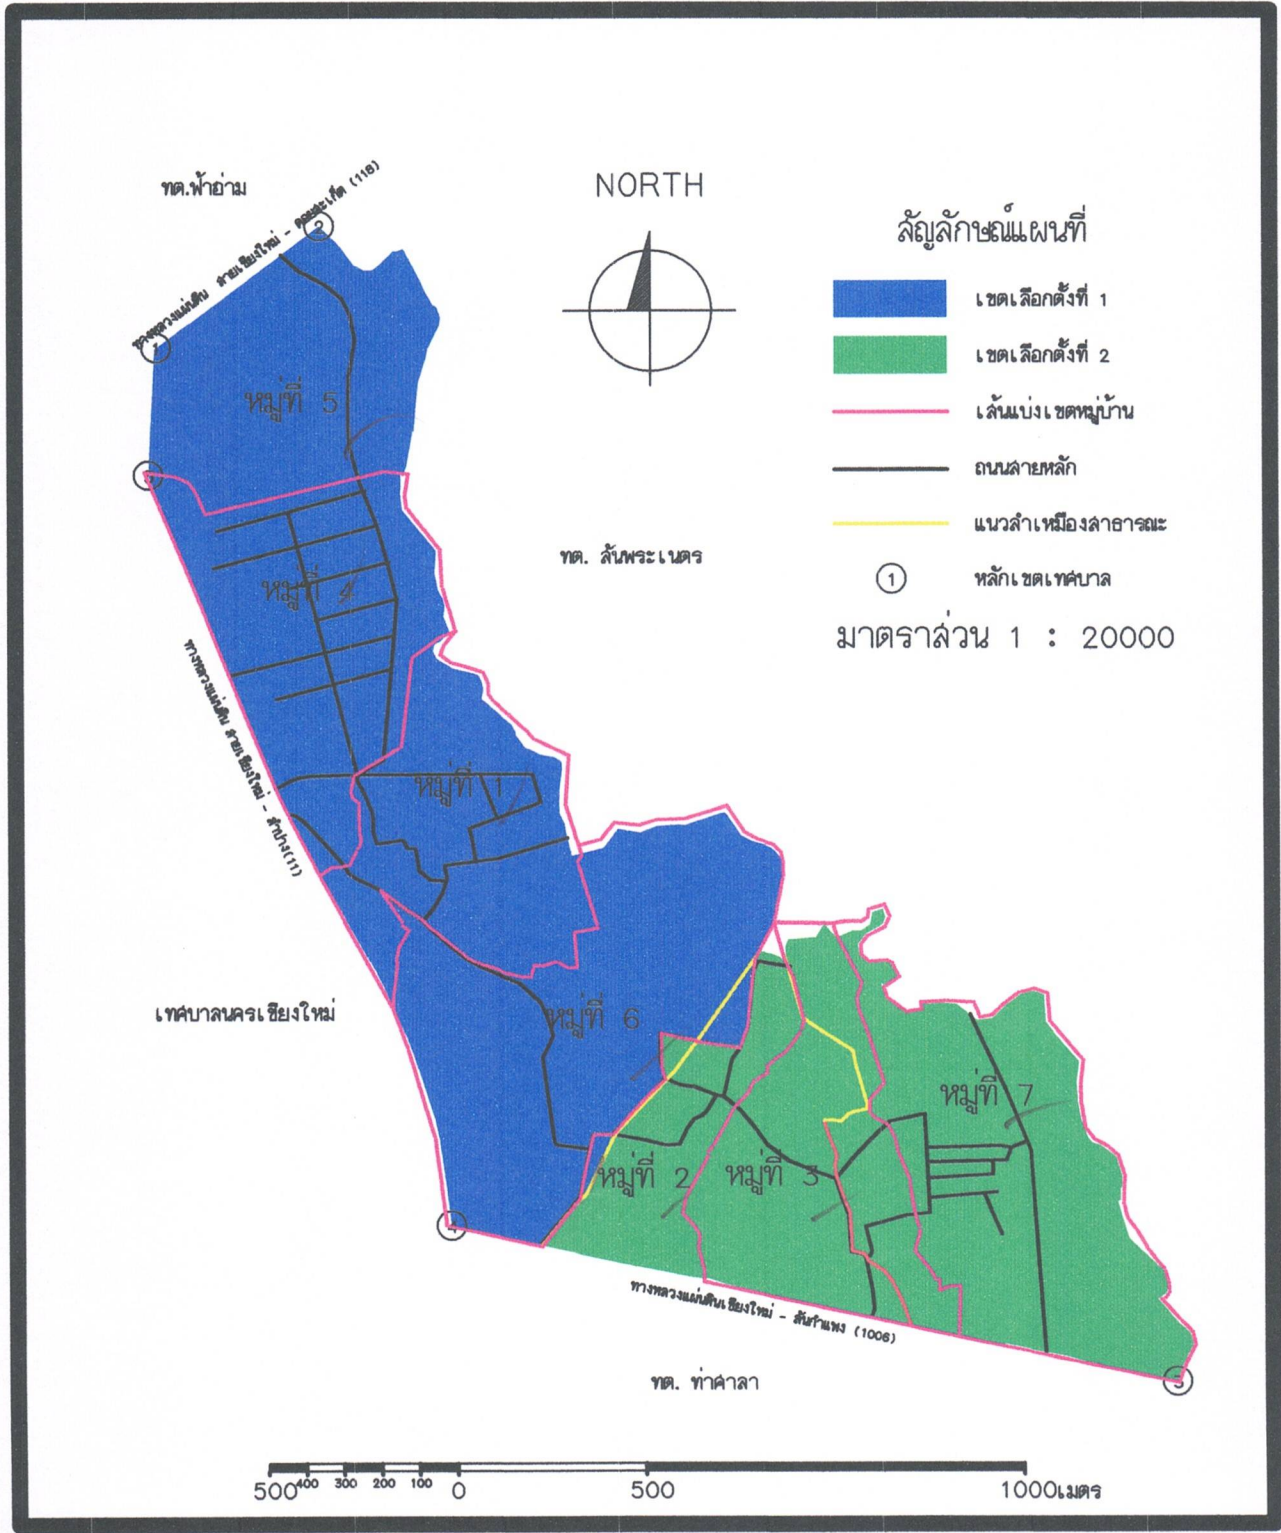 ทต.ฟ้าฮ่าม
ทางหลวงแผ่นดิน สายเชียงใหม่ - ดอยสะเก็ด (118)
NORTH
สัญลักษณ์แผนที่
เขตเลือกตั้งที่ 1
เขตเลือกตั้งที่ 2
เส้นแบ่งเขตหมู่บ้าน
ถนนสายหลัก
แนวลำเหมืองสาธารณะ
1 หลักเขตเทศบาล
มาตราส่วน 1 : 20000
2
1
หมู่ที่ 5
ทต. สันพระเนตร
หมู่ที่ 4
ทางหลวงแผ่นดิน สายเชียงใหม่ - ลำปาง(11)
หมู่ที่ 1
เทศบาลนครเชียงใหม่
หมู่ที่ 6
หมู่ที่ 7
หมู่ที่ 2
หมู่ที่ 3
4
ทางหลวงแผ่นดินเชียงใหม่ - สันกำแพง (1006)
ทต. ท่าศาลา
5
500 400 300 200 100 0 500 1000เมตร